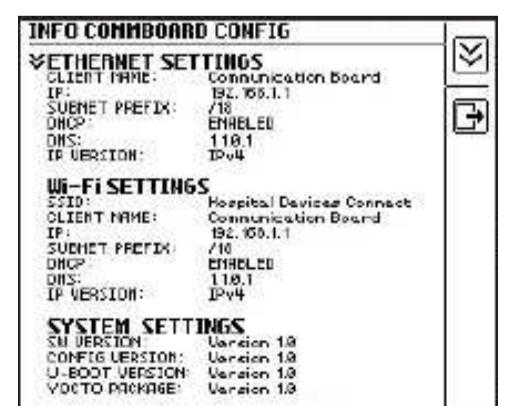 INFO COMMBOARD CONFIG
ETHERNET SETTINGS
CLIENT NAME: Communication Board
IP: 192.168.1.1
SUBNET PREFIX: /18
DHCP: ENABLED
DNS: 1.1.0.1
IP VERSION: IPv4
Wi-Fi SETTINGS
SSID: Hospital Devices Connect
CLIENT NAME: Communication Board
IP: 192.168.1.1
SUBNET PREFIX: /18
DHCP: ENABLED
DNS: 1.1.0.1
IP VERSION: IPv4
SYSTEM SETTINGS
SW VERSION: Version 1.0
CONFIG VERSION: Version 1.0
U-BOOT VERSION: Version 1.0
YOCTO PACKAGE: Version 1.0